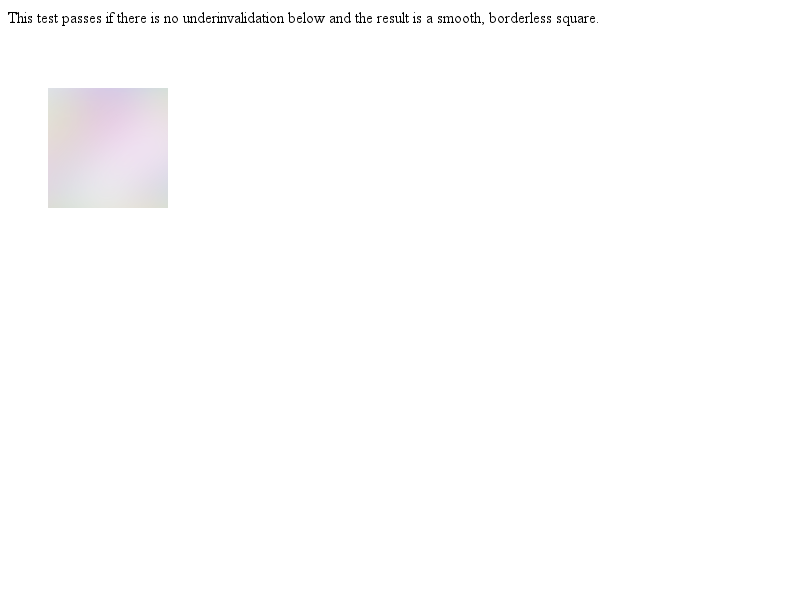 This test passes if there is no underinvalidation below and the result is a smooth, borderless square.